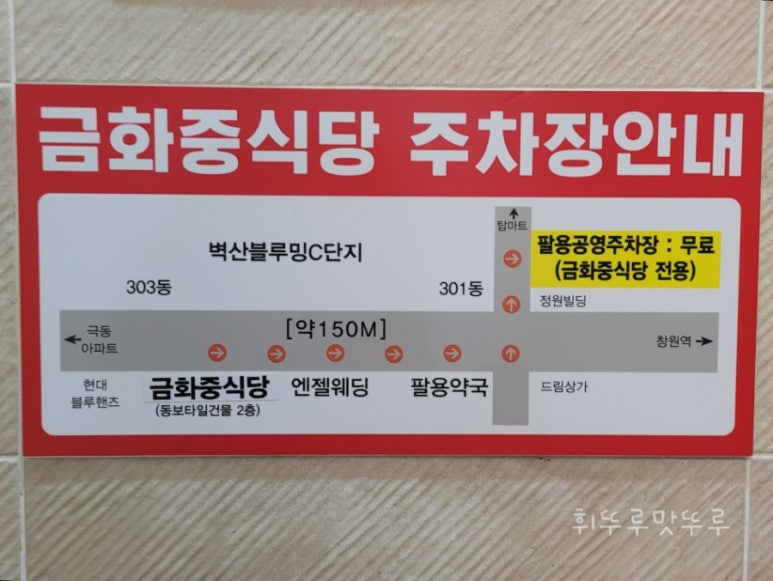 금화중식당 주차장안내
탑마트
벽산블루밍C단지
팔용공영주차장 : 무료
(금화중식당 전용)
303동
301동
정원빌딩
[약150M]
극동
아파트
창원역
현대
블루핸즈
금화중식당
(동보타일건물 2층)
엔젤웨딩
팔용약국
드림상가
휘뚜루맛뚜루